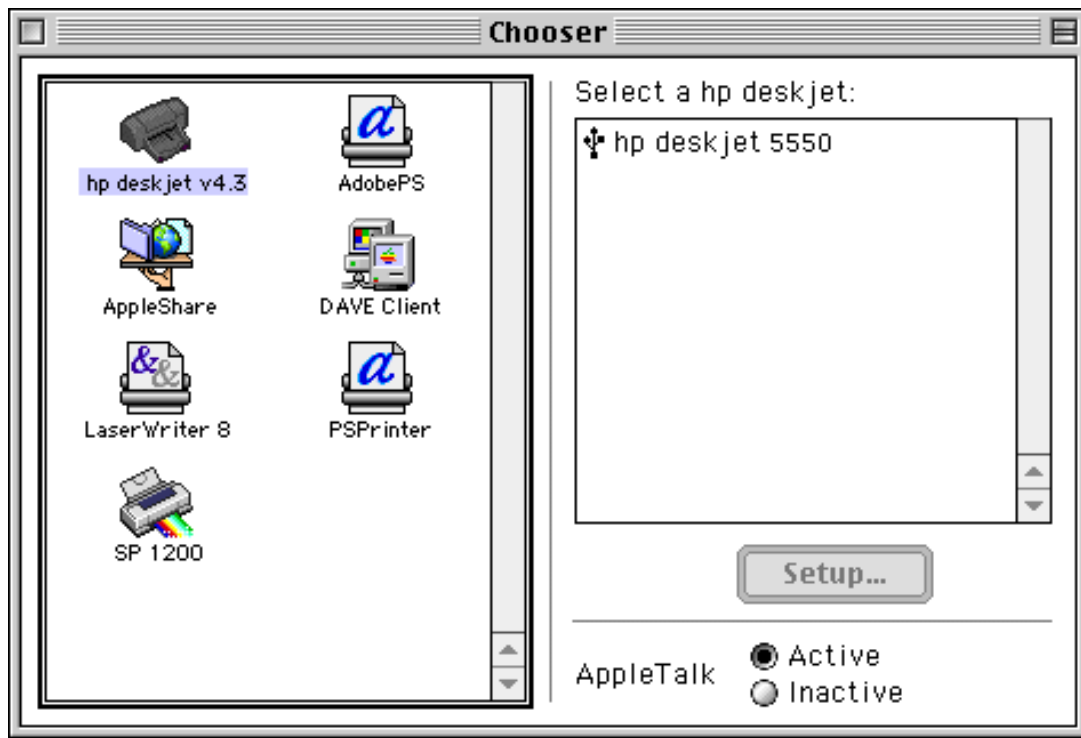 Chooser
hp deskjet v4.3
AdobePS
AppleShare
DAVE Client
LaserWriter 8
PSPrinter
SP 1200
Select a hp deskjet:
hp deskjet 5550
Setup...
AppleTalk
Active
Inactive